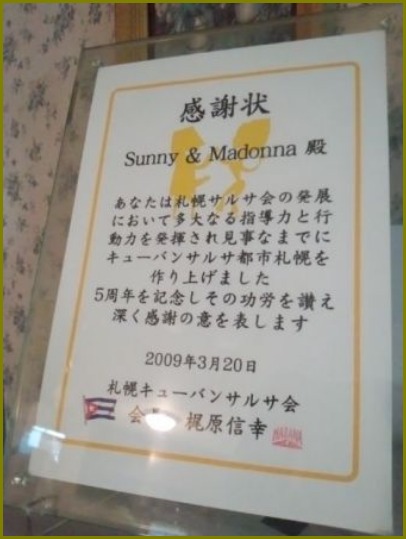 感謝状
Sunny & Madonna 殿
あなたは札幌サルサ会の発展
において多大なる指導力と行
動力を発揮され見事なまでに
キューバンサルサ都市札幌を
作り上げました
5周年を記念しその功労を讃え
深く感謝の意を表します
2009年3月20日
札幌キューバンサルサ会
会 梶原信幸
HABANA